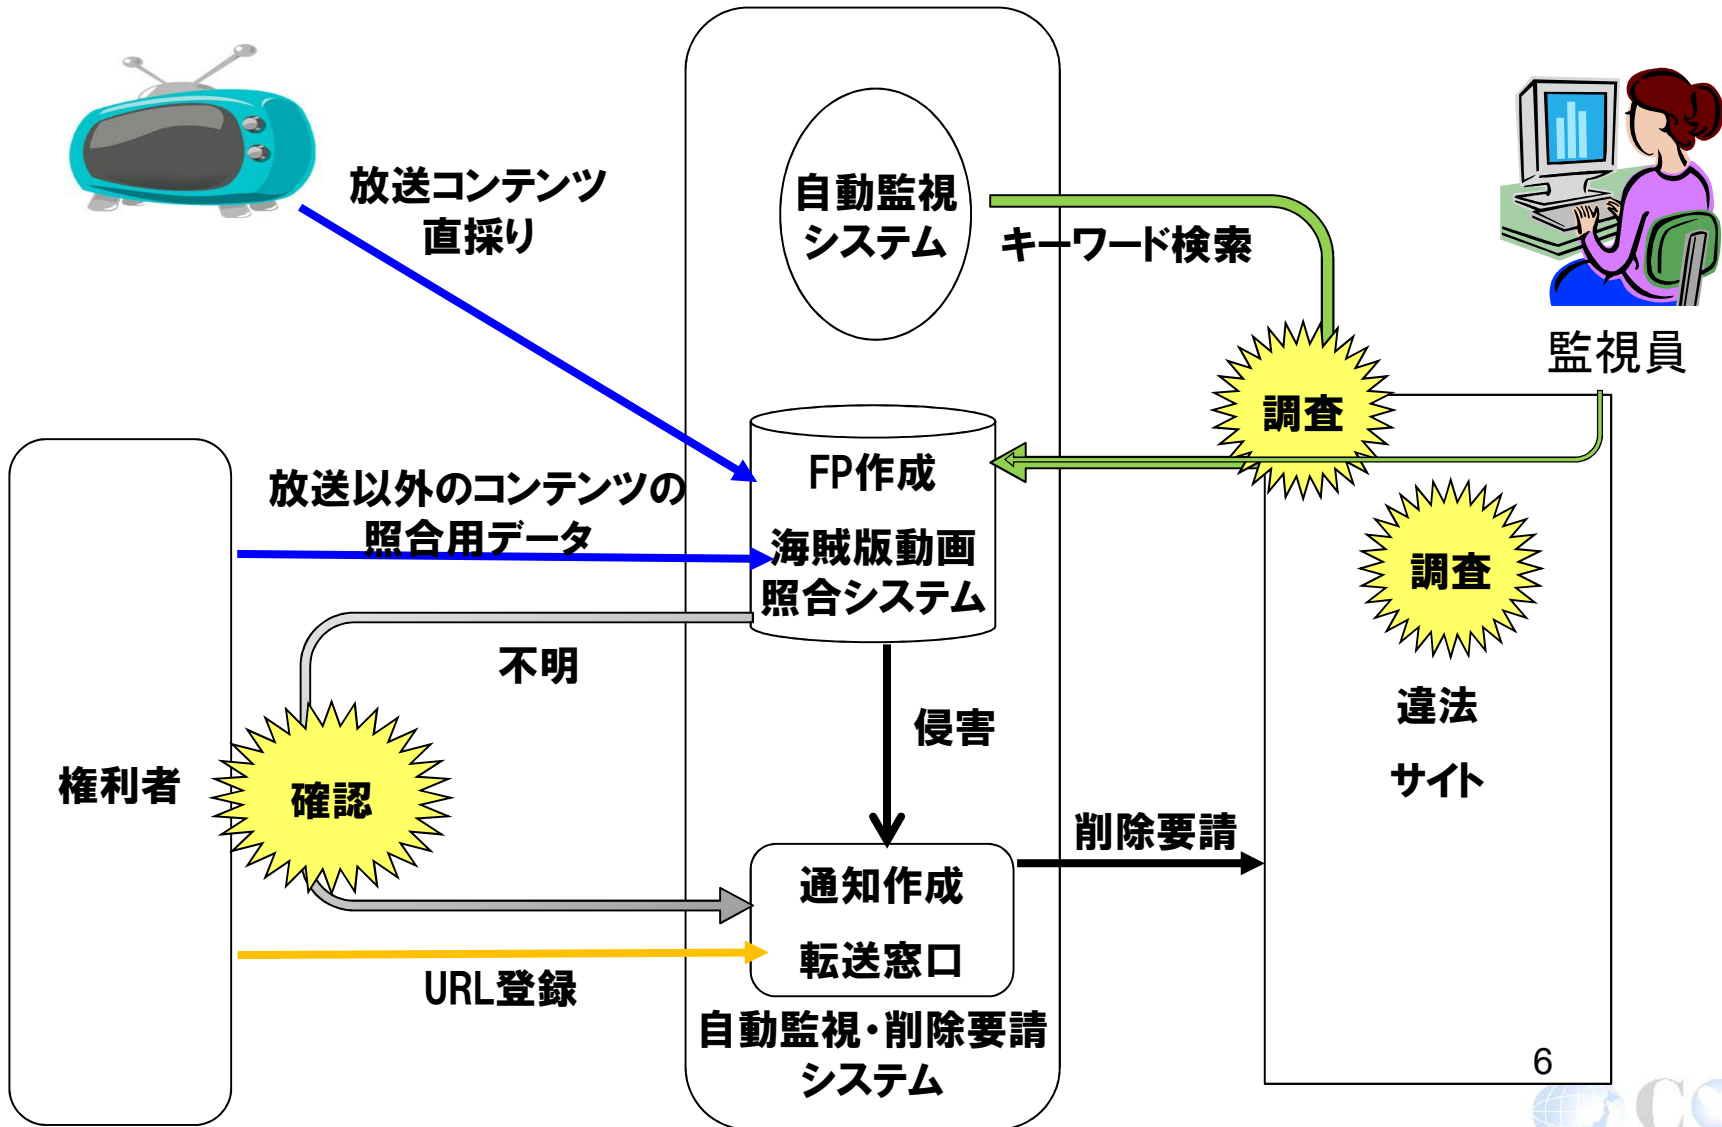 放送コンテンツ
直採り
自動監視
システム
キーワード検索
監視員
調査
FP作成
海賊版動画
照合システム
放送以外のコンテンツの
照合用データ
調査
不明
侵害
違法
サイト
権利者
確認
削除要請
通知作成
転送窓口
URL登録
自動監視・削除要請
システム
6